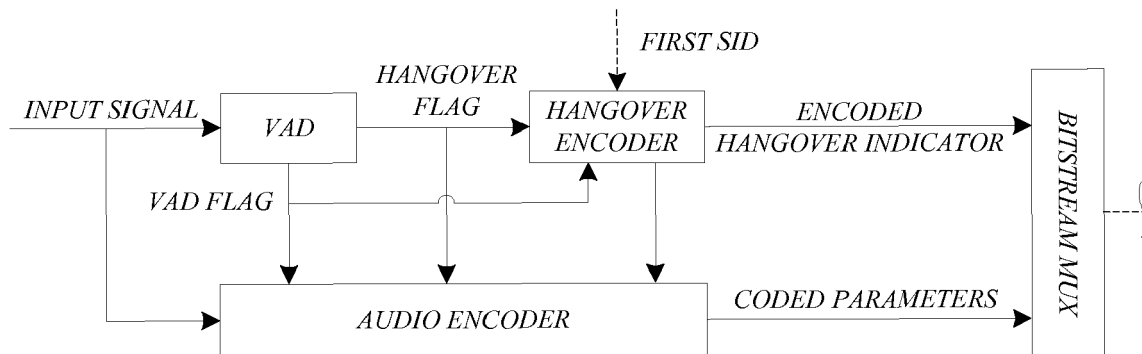 FIRST SID
HANGOVER
FLAG
INPUT SIGNAL
VAD
HANGOVER
ENCODER
ENCODED
HANGOVER INDICATOR
VAD FLAG
BITSTREAM MUX
AUDIO ENCODER
CODED PARAMETERS